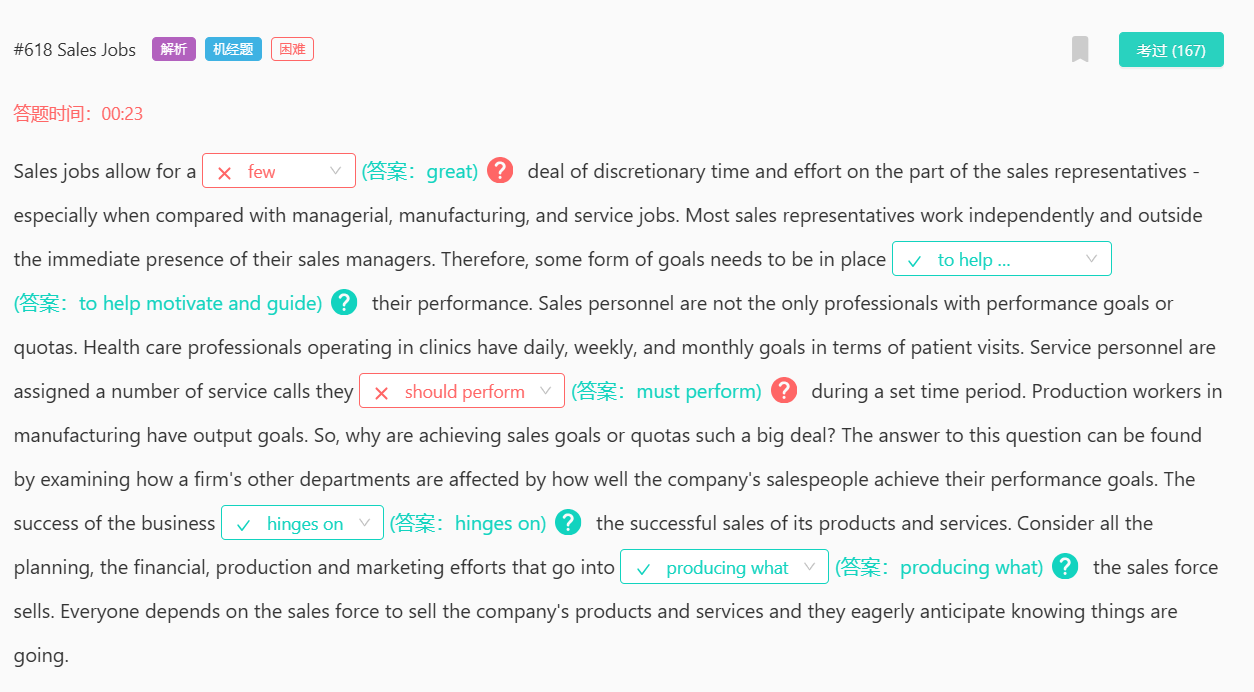 #618 Sales Jobs 解析 机经题 困难 考过 (167)
答题时间：00:23
Sales jobs allow for a few (答案：great) ? deal of discretionary time and effort on the part of the sales representatives -
especially when compared with managerial, manufacturing, and service jobs. Most sales representatives work independently and outside
the immediate presence of their sales managers. Therefore, some form of goals needs to be in place to help ...
(答案：to help motivate and guide) ? their performance. Sales personnel are not the only professionals with performance goals or
quotas. Health care professionals operating in clinics have daily, weekly, and monthly goals in terms of patient visits. Service personnel are
assigned a number of service calls they should perform (答案：must perform) ? during a set time period. Production workers in
manufacturing have output goals. So, why are achieving sales goals or quotas such a big deal? The answer to this question can be found
by examining how a firm's other departments are affected by how well the company's salespeople achieve their performance goals. The
success of the business hinges on (答案：hinges on) ? the successful sales of its products and services. Consider all the
planning, the financial, production and marketing efforts that go into producing what (答案：producing what) ? the sales force
sells. Everyone depends on the sales force to sell the company's products and services and they eagerly anticipate knowing things are
going.